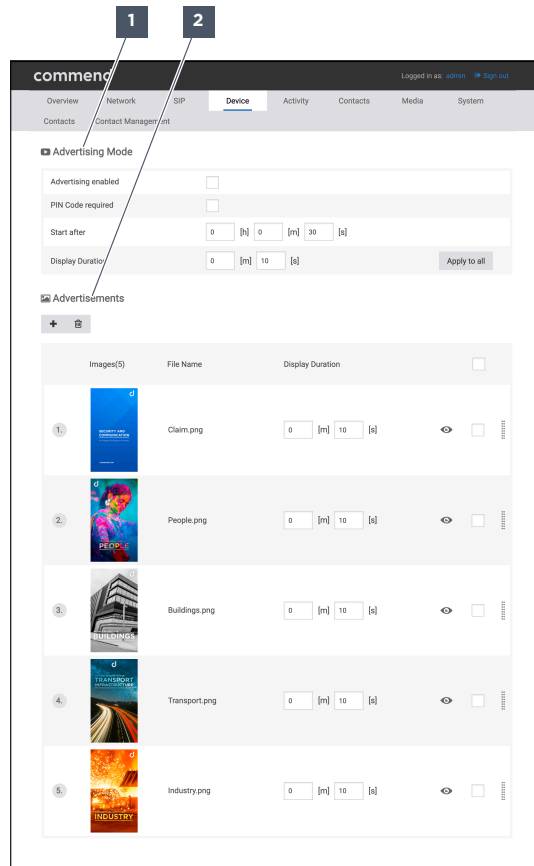 1 2
commend Logged in as: admin Sign out
Overview Network SIP Device Activity Contacts Media System
Contacts Contact Management
Advertising Mode
Advertising enabled
PIN Code required
Start after 0 [h] 0 [m] 30 [s]
Display Duration 0 [m] 10 [s] Apply to all
Advertisements
Images(5) File Name Display Duration
SECURITY AND
COMMUNICATION
1. Claim.png 0 [m] 10 [s]
2. People.png 0 [m] 10 [s]
PEOPLE
3. Buildings.png 0 [m] 10 [s]
BUILDINGS
TRANSPORT
INFRASTRUCTURE
4. Transport.png 0 [m] 10 [s]
5. Industry.png 0 [m] 10 [s]
INDUSTRY